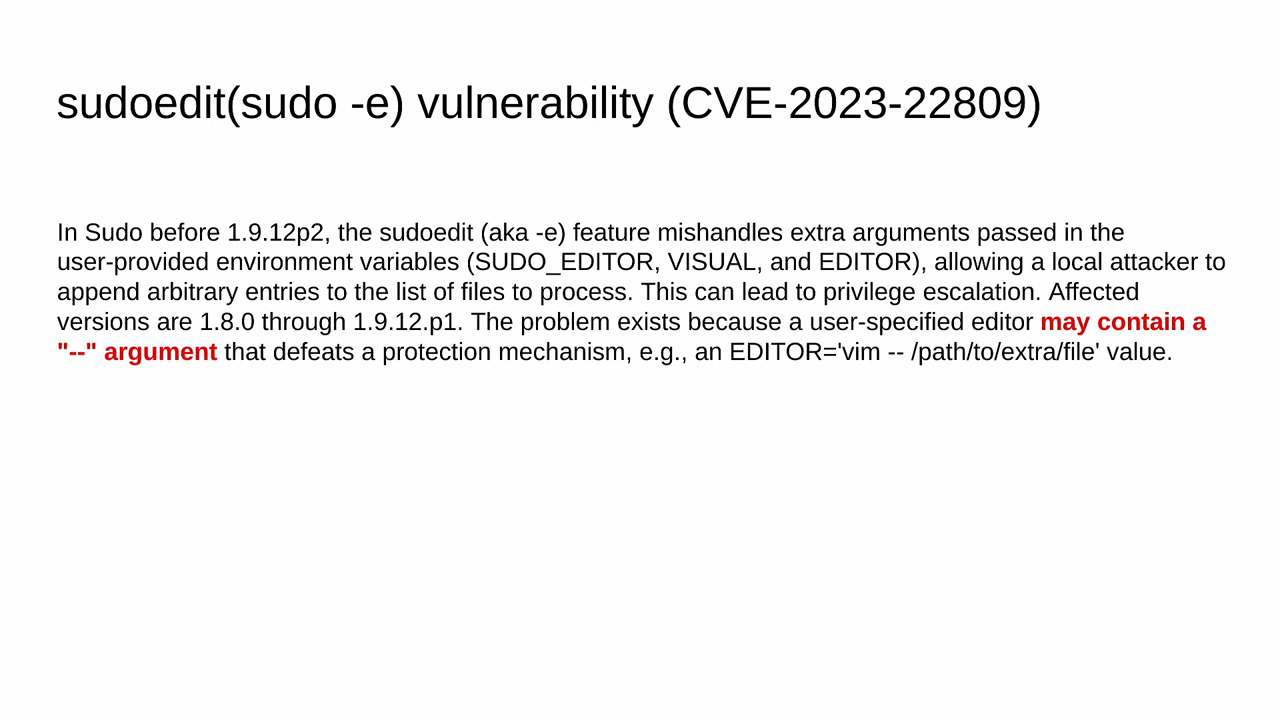 sudoedit(sudo -e) vulnerability (CVE-2023-22809)
In Sudo before 1.9.12p2, the sudoedit (aka -e) feature mishandles extra arguments passed in the
user-provided environment variables (SUDO_EDITOR, VISUAL, and EDITOR), allowing a local attacker to
append arbitrary entries to the list of files to process. This can lead to privilege escalation. Affected
versions are 1.8.0 through 1.9.12.p1. The problem exists because a user-specified editor may contain a
"--" argument that defeats a protection mechanism, e.g., an EDITOR='vim -- /path/to/extra/file' value.